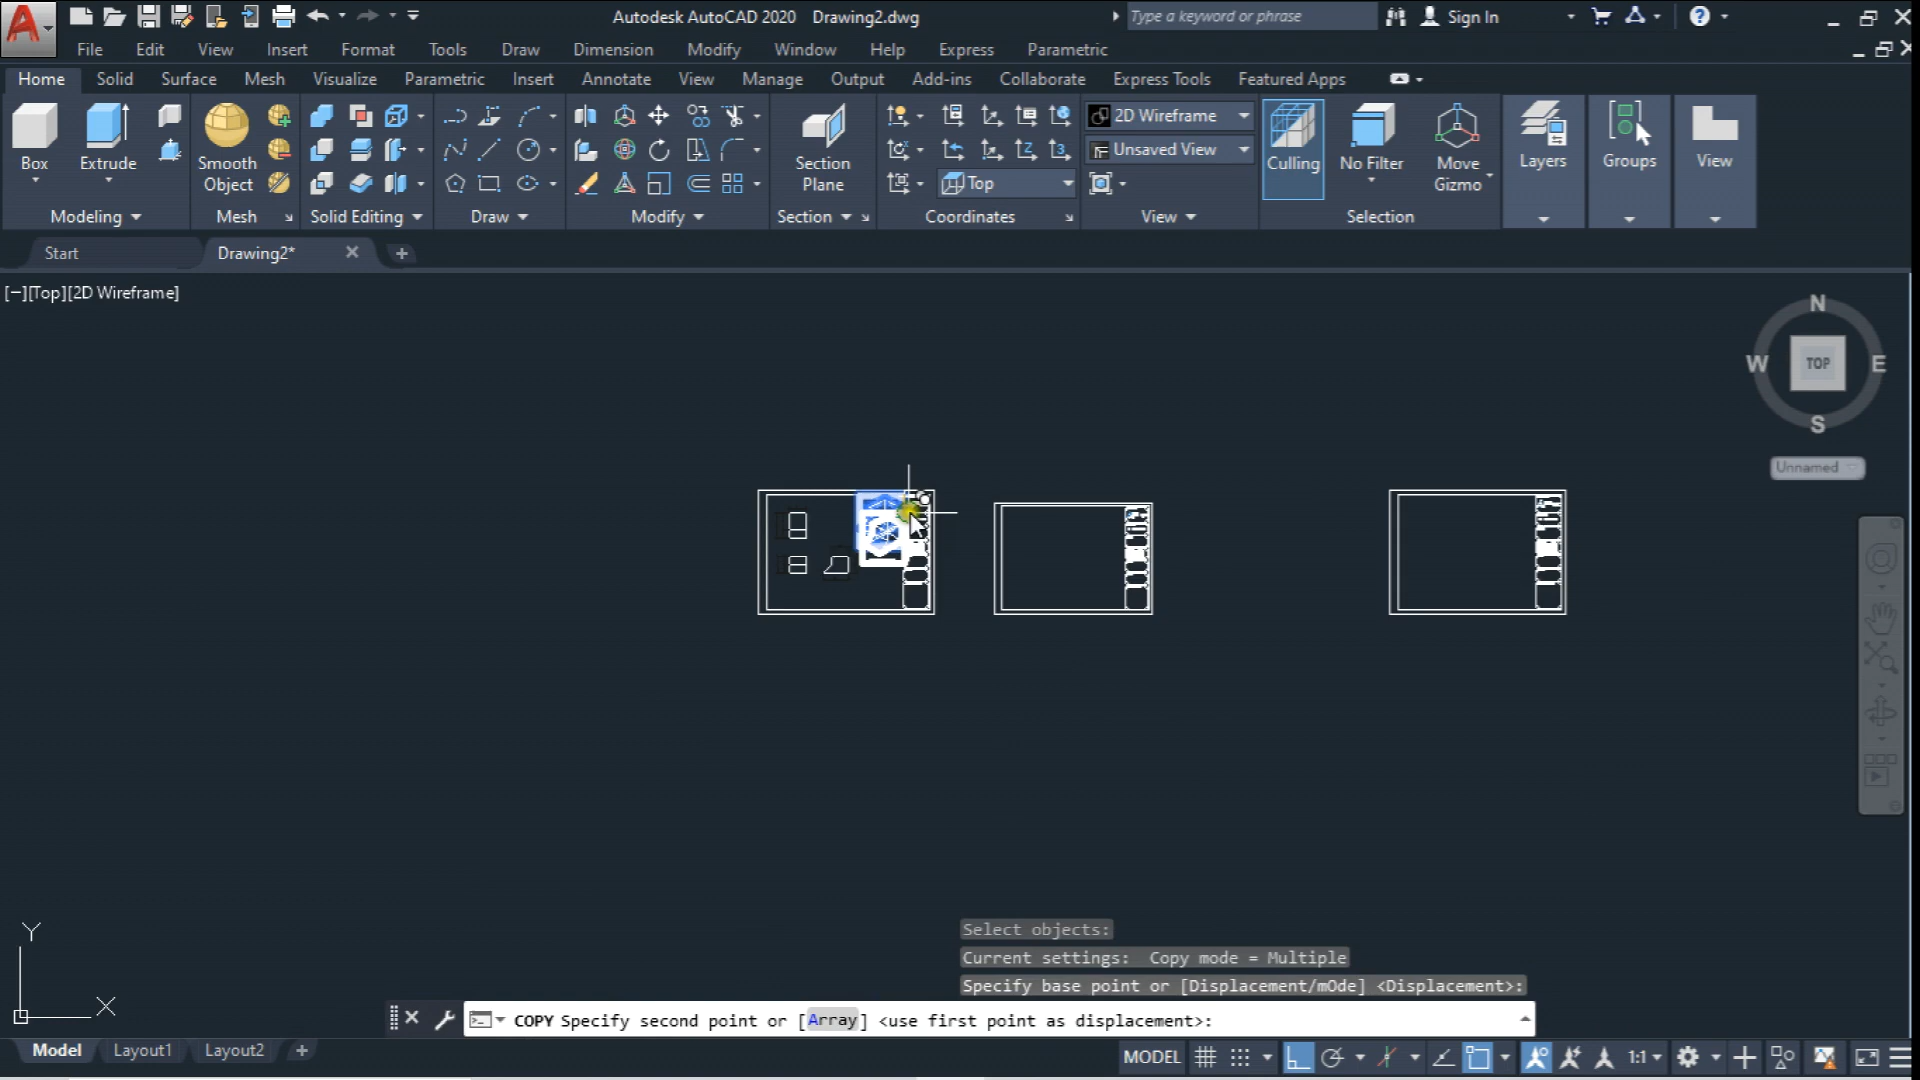 Autodesk AutoCAD 2020 Drawing2.dwg
Type a keyword or phrase
Sign In
File Edit View Insert Format Tools Draw Dimension Modify Window Help Express Parametric
Home Solid Surface Mesh Visualize Parametric Insert Annotate View Manage Output Add-ins Collaborate Express Tools Featured Apps
2D Wireframe
Unsaved View
Top
Box
Extrude
Smooth
Object
Section
Plane
Culling
No Filter
Move
Gizmo
Layers
Groups
View
Modeling Mesh Solid Editing Draw Modify Section Coordinates View Selection
Start Drawing2*
[−][Top][2D Wireframe]
N
W TOP E
S
Unnamed
Select objects:
Current settings: Copy mode = Multiple
Specify base point or [Displacement/mOde] <Displacement>:
COPY Specify second point or [Array] <use first point as displacement>:
Y
X
Model Layout1 Layout2
MODEL 1:1